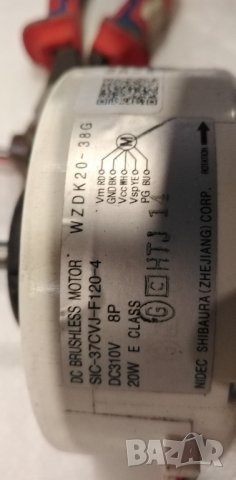 DC BRUSHLESS MOTOR WZDK20-38G
SIC-37CVJ-F120-4
DC310V 8P
20W E CLASS
Vm RD
GND BK
Vcc WH
Vsp YE
PG BU
M
G C HTJ 14
NIDEC SHIBAURA(ZHEJIANG)CORP.
ROTATION
bazar.bg